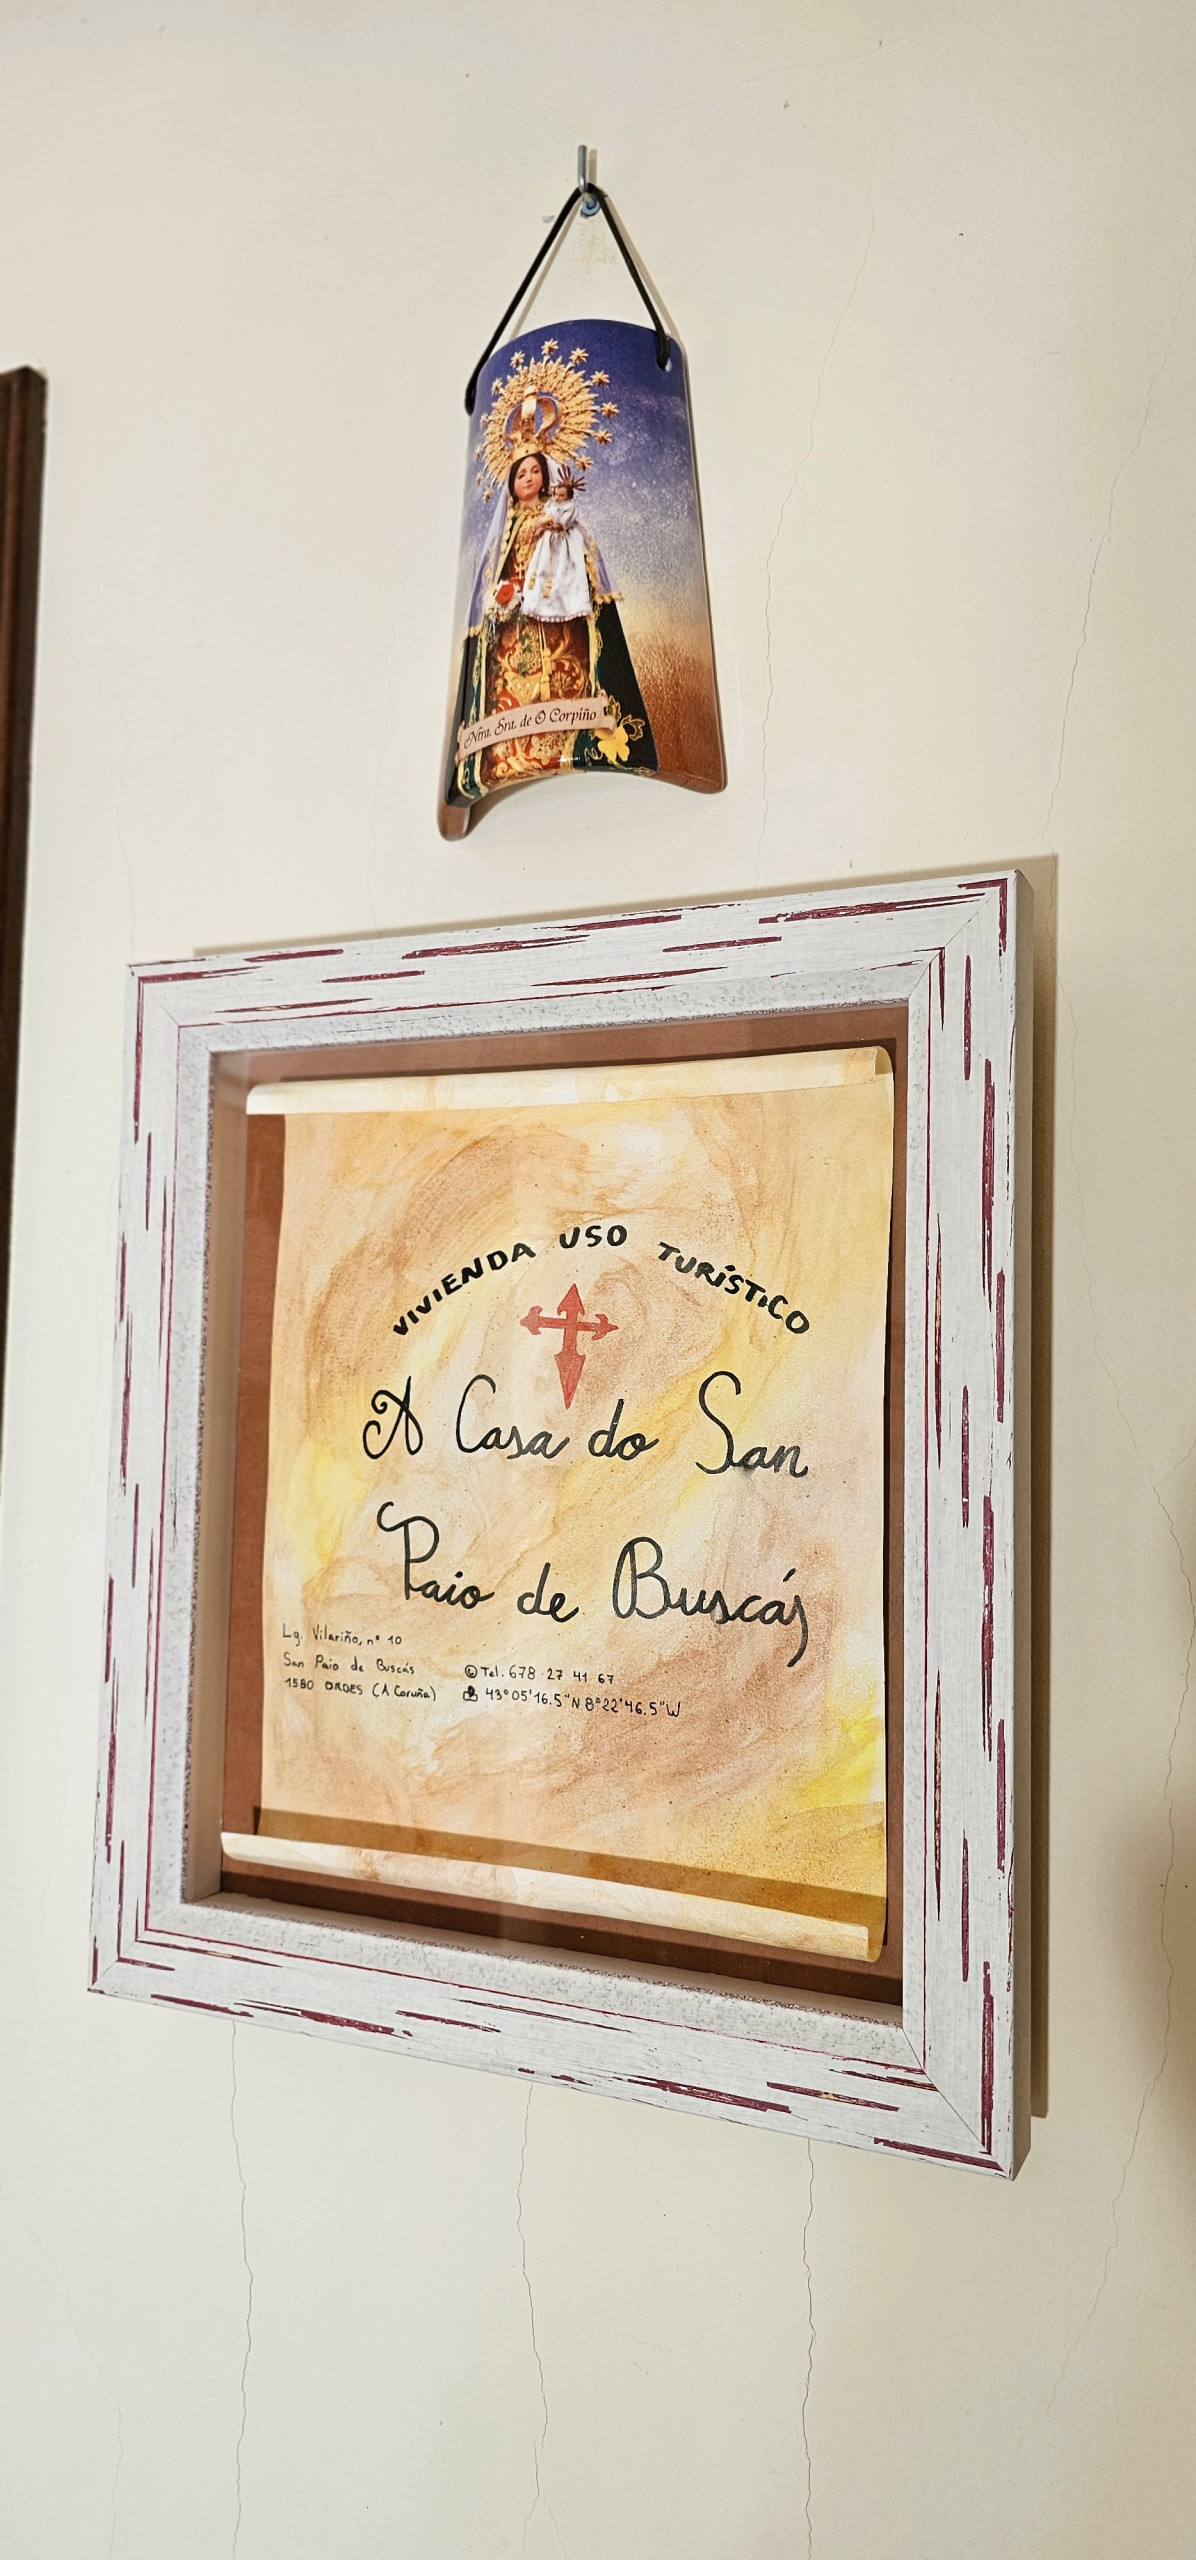 Ntra. Sra. de O Corpiño
VIVIENDA USO TURÍSTICO
A Casa do San
Paio de Buscás
Lg. Vilariño, nº 10
San Paio de Buscás
1580 ORDES (A Coruña)
Tel. 678 27 41 67
43°05'16.5"N 8°22'46.5"W